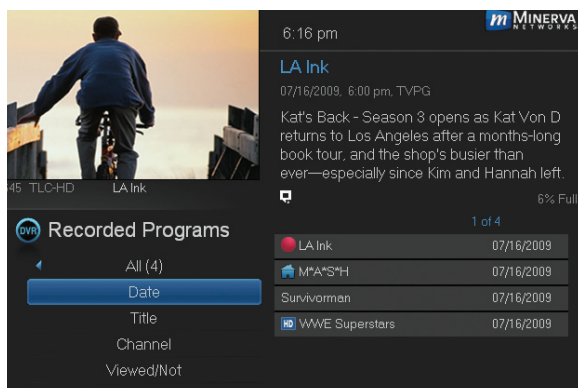 6:16 pm
m MINERVA
NETWORKS
LA Ink
07/16/2009, 6:00 pm, TVPG
Kat's Back - Season 3 opens as Kat Von D
returns to Los Angeles after a months-long
book tour, and the shop's busier than
ever—especially since Kim and Hannah left.
45 TLC-HD LA Ink
6% Full
DVR Recorded Programs
1 of 4
All (4)
Date
Title
Channel
Viewed/Not
LA Ink 07/16/2009
M*A*S*H 07/16/2009
Survivorman 07/16/2009
HD WWE Superstars 07/16/2009